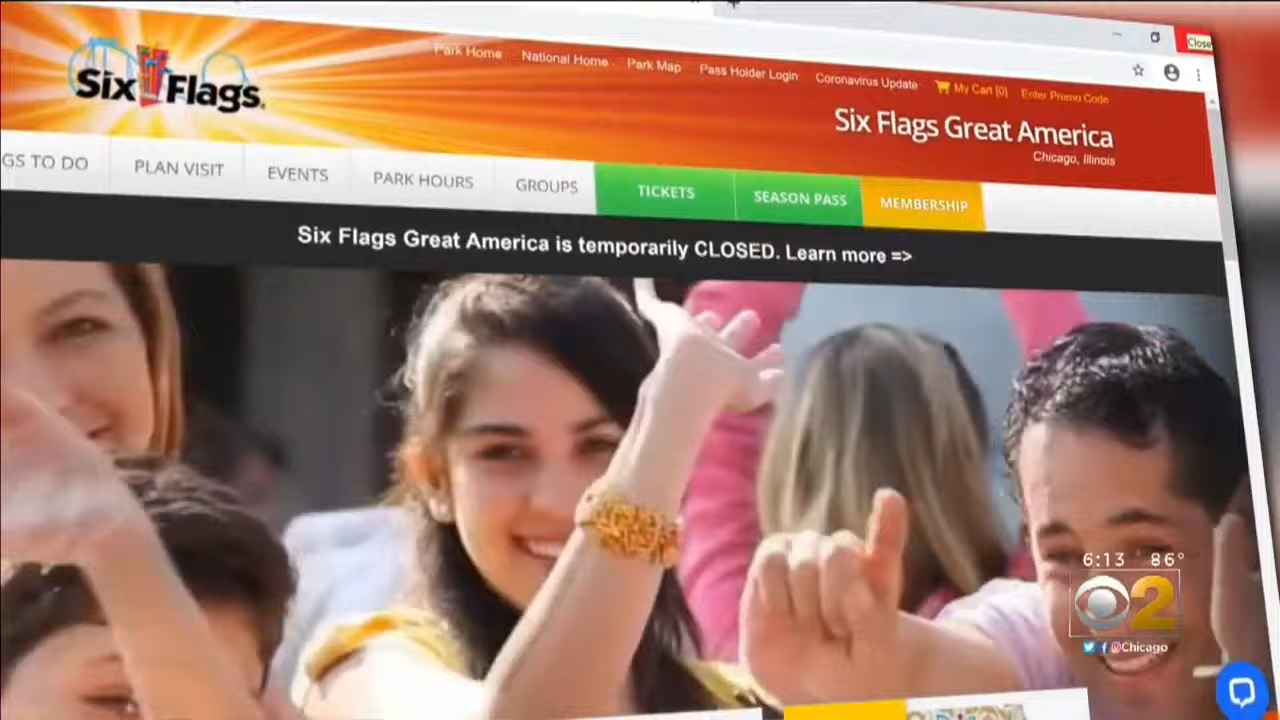 Close
Park Home National Home Park Map Pass Holder Login Coronavirus Update My Cart [0] Enter Promo Code
Six Flags
Six Flags Great America
Chicago, Illinois
GS TO DO PLAN VISIT EVENTS PARK HOURS GROUPS TICKETS SEASON PASS MEMBERSHIP
Six Flags Great America is temporarily CLOSED. Learn more =>
6:13 86°
2
@Chicago